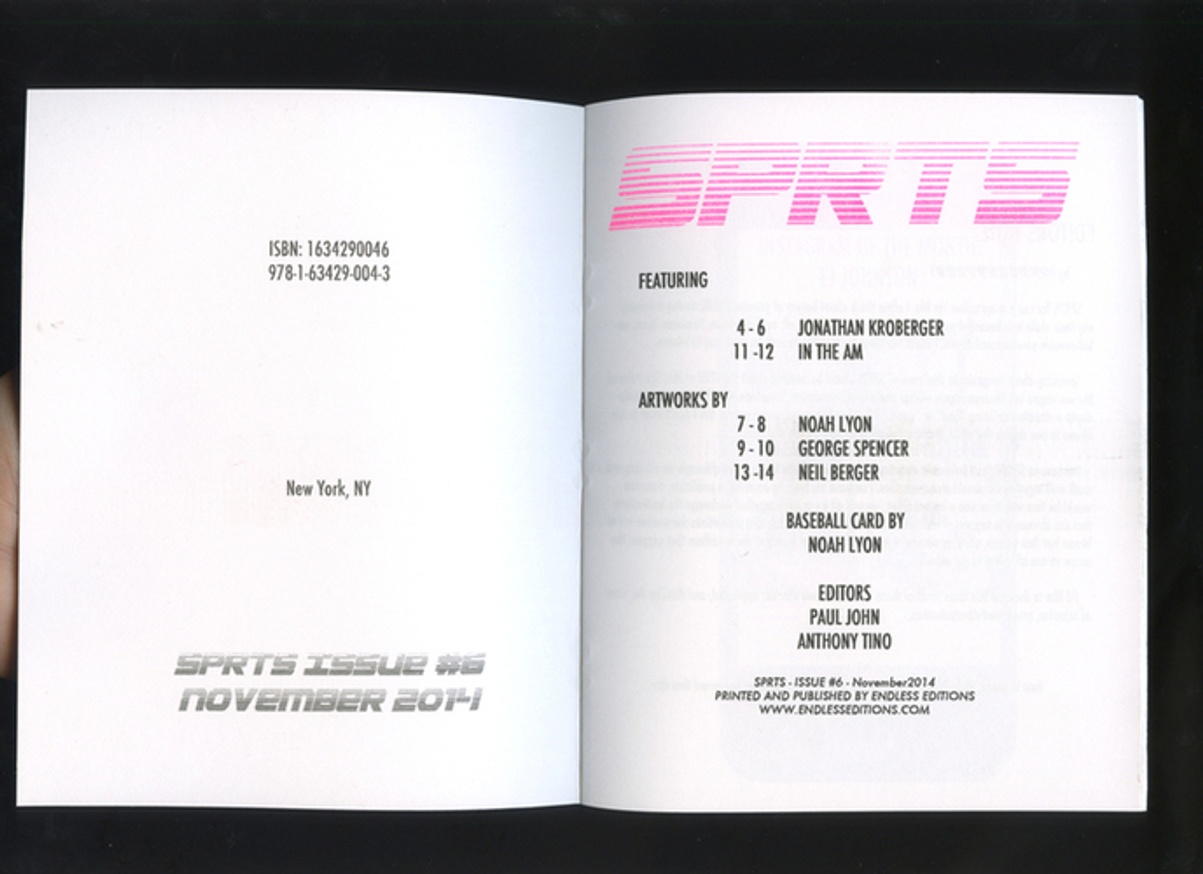 ISBN: 1634290046
978-1-63429-004-3
New York, NY
SPRTS ISSUE #6
NOVEMBER 2014
SPRTS
FEATURING
4 - 6 JONATHAN KROBERGER
11 -12 IN THE AM
ARTWORKS BY
7 - 8 NOAH LYON
9 - 10 GEORGE SPENCER
13 -14 NEIL BERGER
BASEBALL CARD BY
NOAH LYON
EDITORS
PAUL JOHN
ANTHONY TINO
SPRTS - ISSUE #6 - November2014
PRINTED AND PUBLISHED BY ENDLESS EDITIONS
WWW.ENDLESSEDITIONS.COM